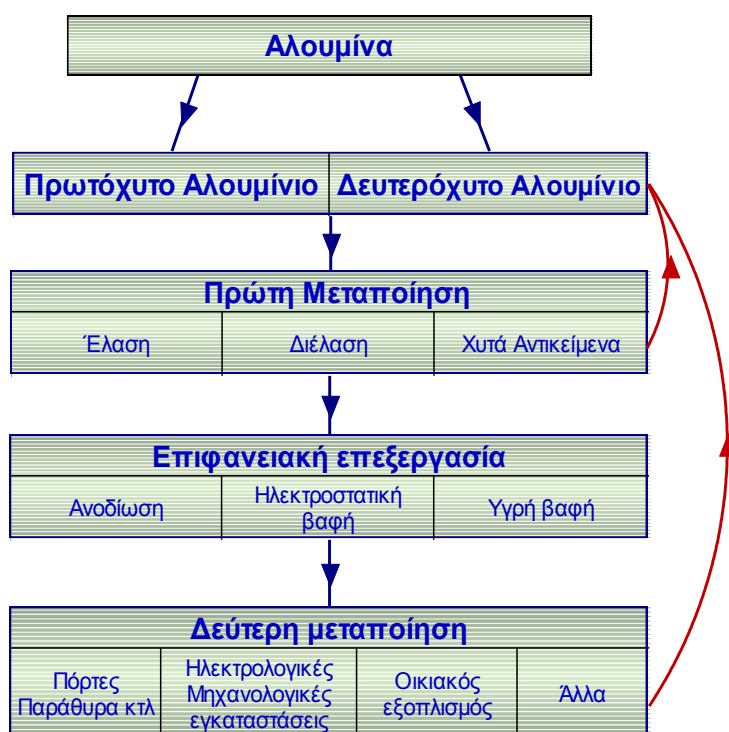 Αλουμίνα
Πρωτόχυτο Αλουμίνιο
Δευτερόχυτο Αλουμίνιο
Πρώτη Μεταποίηση
Έλαση
Διέλαση
Χυτά Αντικείμενα
Επιφανειακή επεξεργασία
Ανοδίωση
Ηλεκτροστατική
βαφή
Υγρή βαφή
Δεύτερη μεταποίηση
Πόρτες
Παράθυρα κτλ
Ηλεκτρολογικές
Μηχανολογικές
εγκαταστάσεις
Οικιακός
εξοπλισμός
Άλλα